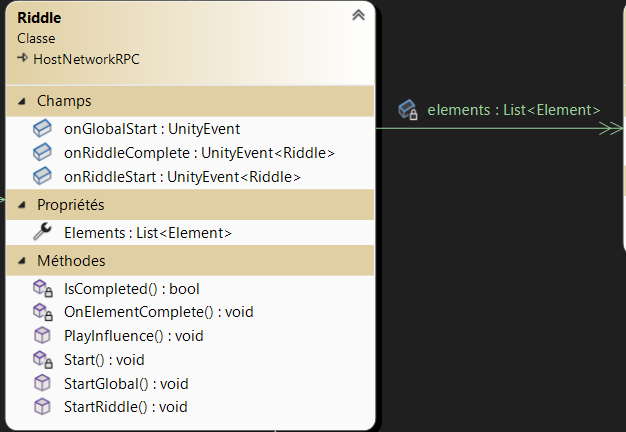 Riddle
Classe
HostNetworkRPC
Champs
onGlobalStart : UnityEvent
onRiddleComplete : UnityEvent<Riddle>
onRiddleStart : UnityEvent<Riddle>
Propriétés
Elements : List<Element>
Méthodes
IsCompleted() : bool
OnElementComplete() : void
PlayInfluence() : void
Start() : void
StartGlobal() : void
StartRiddle() : void
elements : List<Element>